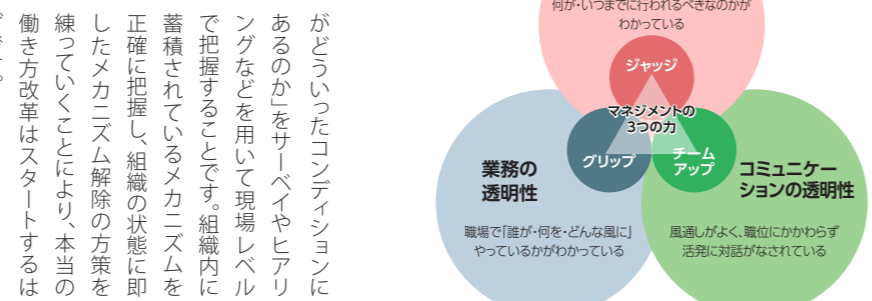 がどういったコンディションに
あるのか」をサーベイやヒアリ
ングなどを用いて現場レベル
で把握することです。組織内に
蓄積されているメカニズムを
正確に把握し、組織の状態に即
したメカニズム解除の方策を
練っていくことにより、本当の
働き方改革はスタートするは
何が・いつまでに行われるべきなのかが
わかっている
ジャッジ
マネジメントの
3つの力
グリップ
チーム
アップ
業務の
透明性
職場で「誰が・何を・どんな風に」
やっているかがわかっている
コミュニケー
ションの透明性
風通しがよく、職位にかかわらず
活発に対話がなされている